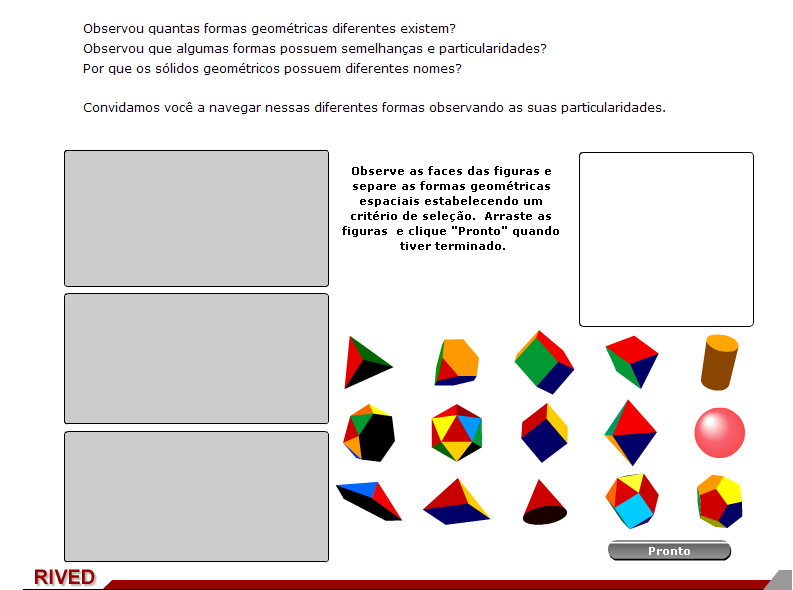 Observou quantas formas geométricas diferentes existem?
Observou que algumas formas possuem semelhanças e particularidades?
Por que os sólidos geométricos possuem diferentes nomes?
Convidamos você a navegar nessas diferentes formas observando as suas particularidades.
Observe as faces das figuras e
separe as formas geométricas
espaciais estabelecendo um
critério de seleção. Arraste as
figuras e clique "Pronto" quando
tiver terminado.
Pronto
RIVED